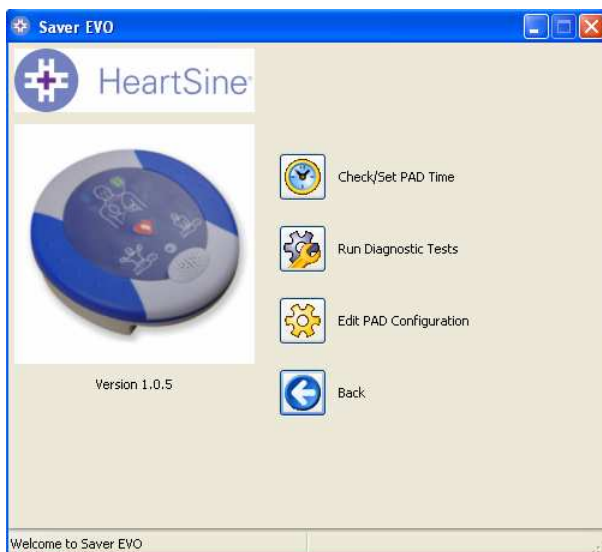 Saver EVO
HeartSine
Check/Set PAD Time
Run Diagnostic Tests
Edit PAD Configuration
Version 1.0.5
Back
Welcome to Saver EVO